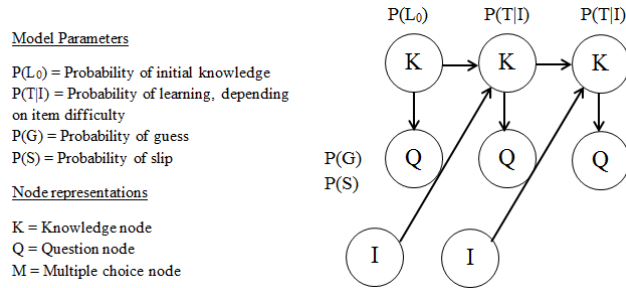 Model Parameters
P(L₀) = Probability of initial knowledge
P(T|I) = Probability of learning, depending
on item difficulty
P(G) = Probability of guess
P(S) = Probability of slip
Node representations
K = Knowledge node
Q = Question node
M = Multiple choice node
P(L₀) P(T|I) P(T|I)
K K K
P(G)
P(S)
Q Q Q
I I